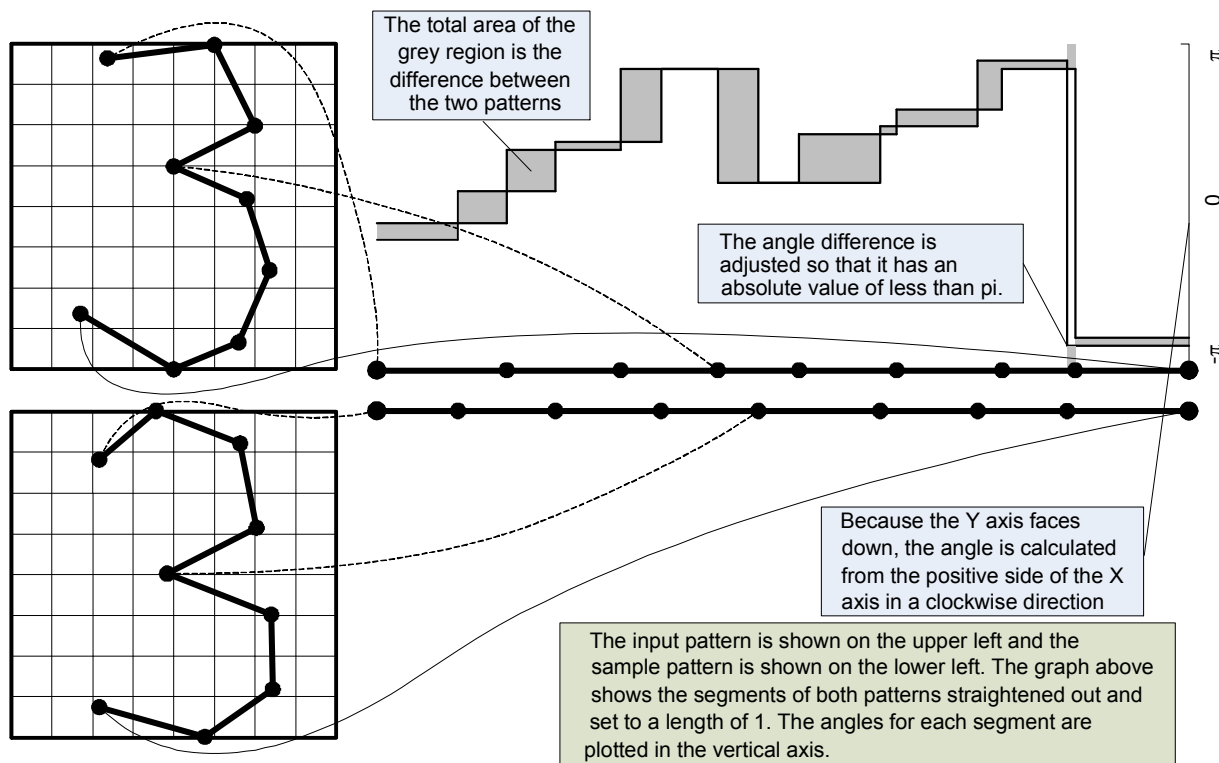 The total area of the
grey region is the
difference between
the two patterns
π
0
-π
The angle difference is
adjusted so that it has an
absolute value of less than pi.
Because the Y axis faces
down, the angle is calculated
from the positive side of the X
axis in a clockwise direction
The input pattern is shown on the upper left and the
sample pattern is shown on the lower left. The graph above
shows the segments of both patterns straightened out and
set to a length of 1. The angles for each segment are
plotted in the vertical axis.